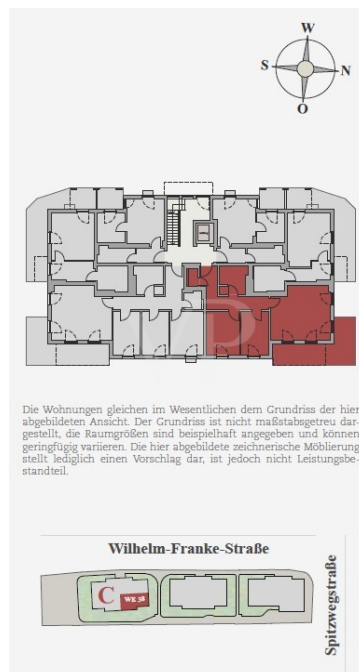 W
S
N
O
Die Wohnungen gleichen im Wesentlichen dem Grundriss der hier
abgebildeten Ansicht. Der Grundriss ist nicht maßstabsgetreu dar-
gestellt, die Raumgrößen sind beispielhaft angegeben und können
geringfügig variieren. Die hier abgebildete zeichnerische Möblierung
stellt lediglich einen Vorschlag dar, ist jedoch nicht Leistungsbe-
standteil.
Wilhelm-Franke-Straße
C
WE 38
Spitzwegstraße